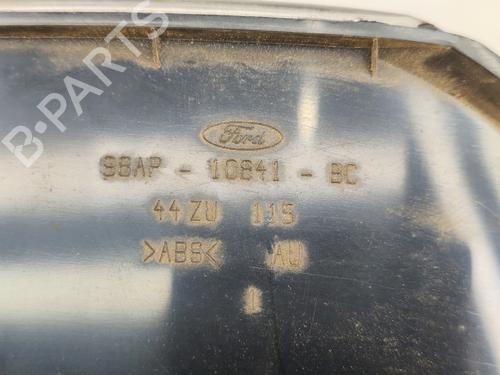 B-PARTS
Ford
98AP - 10841 - BC
44 ZU 115
>ABS< AU
1